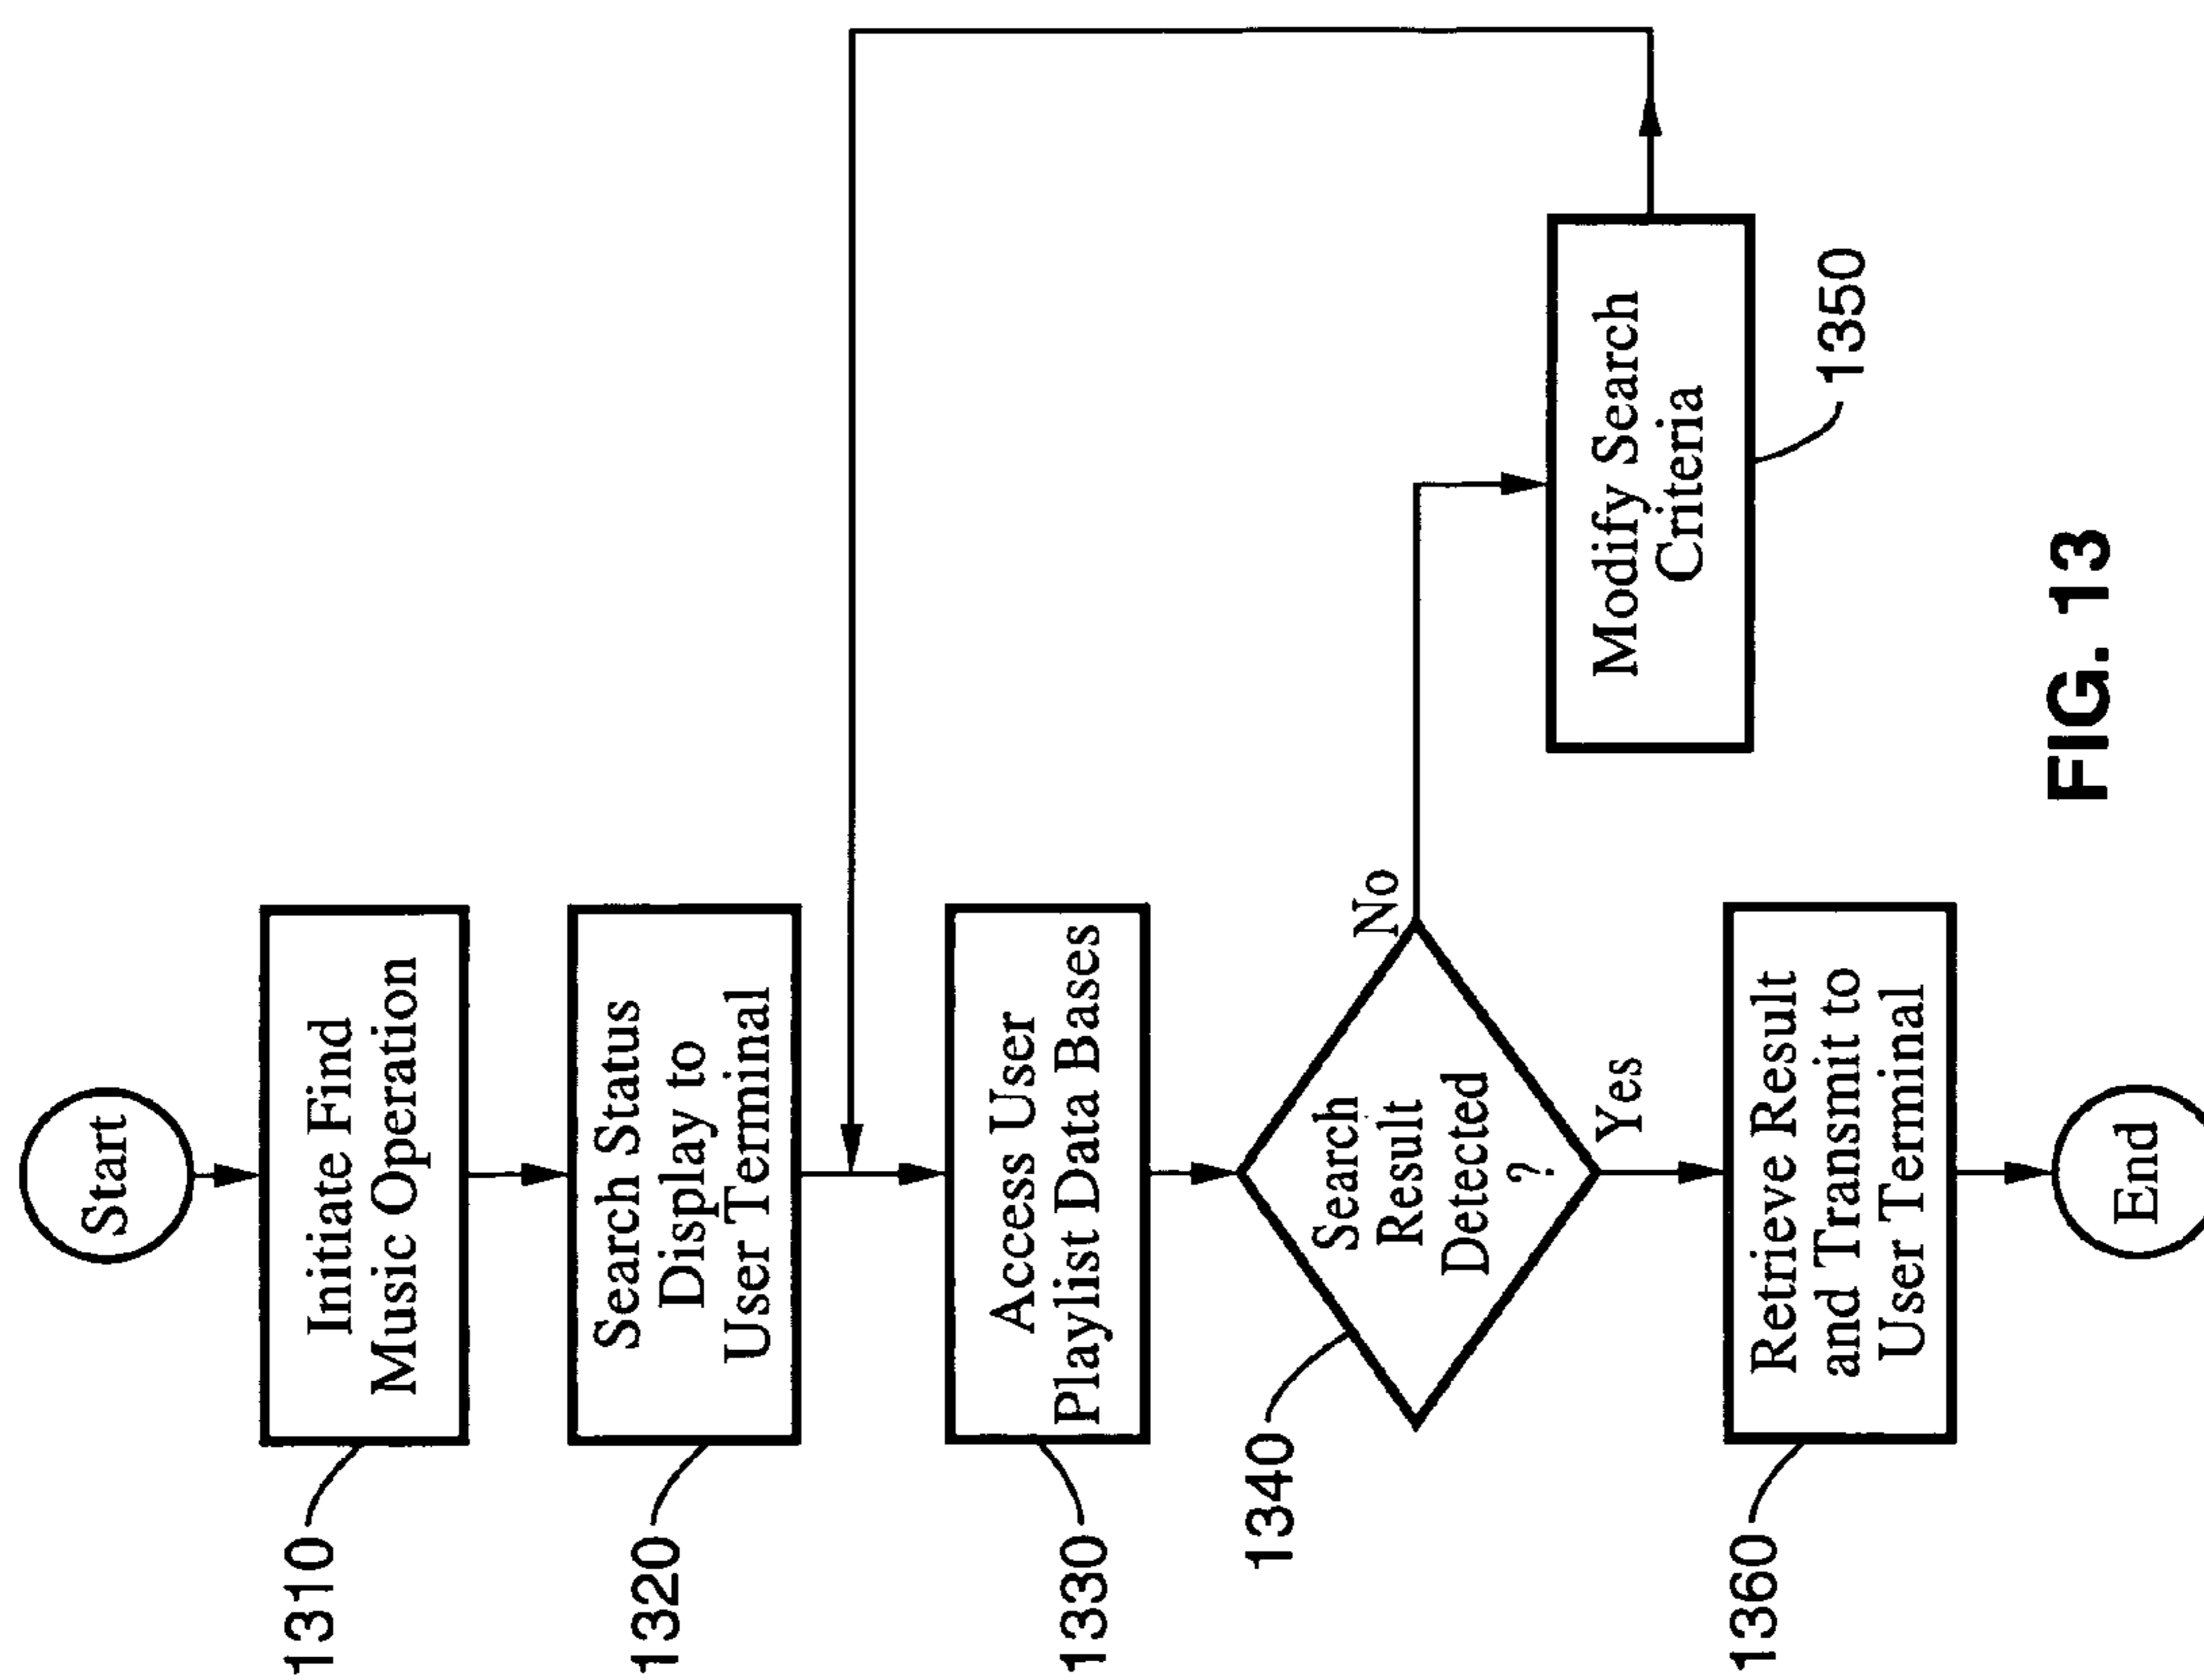 Start
1310
Initiate Find
Music Operation
1320
Search Status
Display to
User Terminal
1330
Access User
Playlist Data Bases
1340
Search
Result
Detected
?
No
Yes
Modify Search
Criteria
1350
1360
Retrieve Result
and Transmit to
User Terminal
End
FIG. 13